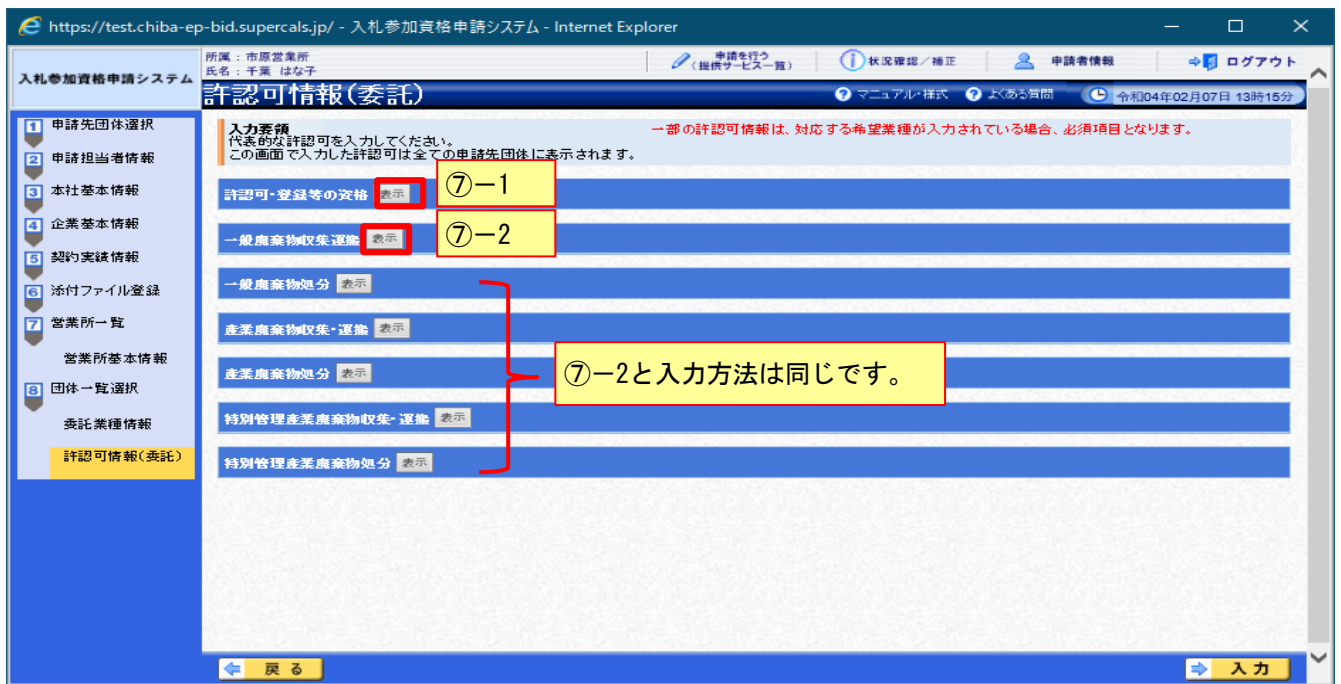 https://test.chiba-ep-bid.supercals.jp/ - 入札参加資格申請システム - Internet Explorer
入札参加資格申請システム
所属：市原営業所
氏名：千葉 はな子
申請を行う
(提供サービス一覧)
状況確認／補正
申請者情報
ログアウト
許認可情報(委託)
マニュアル・様式
よくある質問
令和04年02月07日 13時15分
1 申請先団体選択
2 申請担当者情報
3 本社基本情報
4 企業基本情報
5 契約実績情報
6 添付ファイル登録
7 営業所一覧
営業所基本情報
8 団体一覧選択
委託業種情報
許認可情報(委託)
入力要領
代表的な許認可を入力してください。
この画面で入力した許認可は全ての申請先団体に表示されます。
一部の許認可情報は、対応する希望業種が入力されている場合、必須項目となります。
許認可・登録等の資格 表示
⑦－1
一般廃棄物収集運搬 表示
⑦－2
一般廃棄物処分 表示
産業廃棄物収集・運搬 表示
産業廃棄物処分 表示
⑦－2と入力方法は同じです。
特別管理産業廃棄物収集・運搬 表示
特別管理産業廃棄物処分 表示
戻る
入力